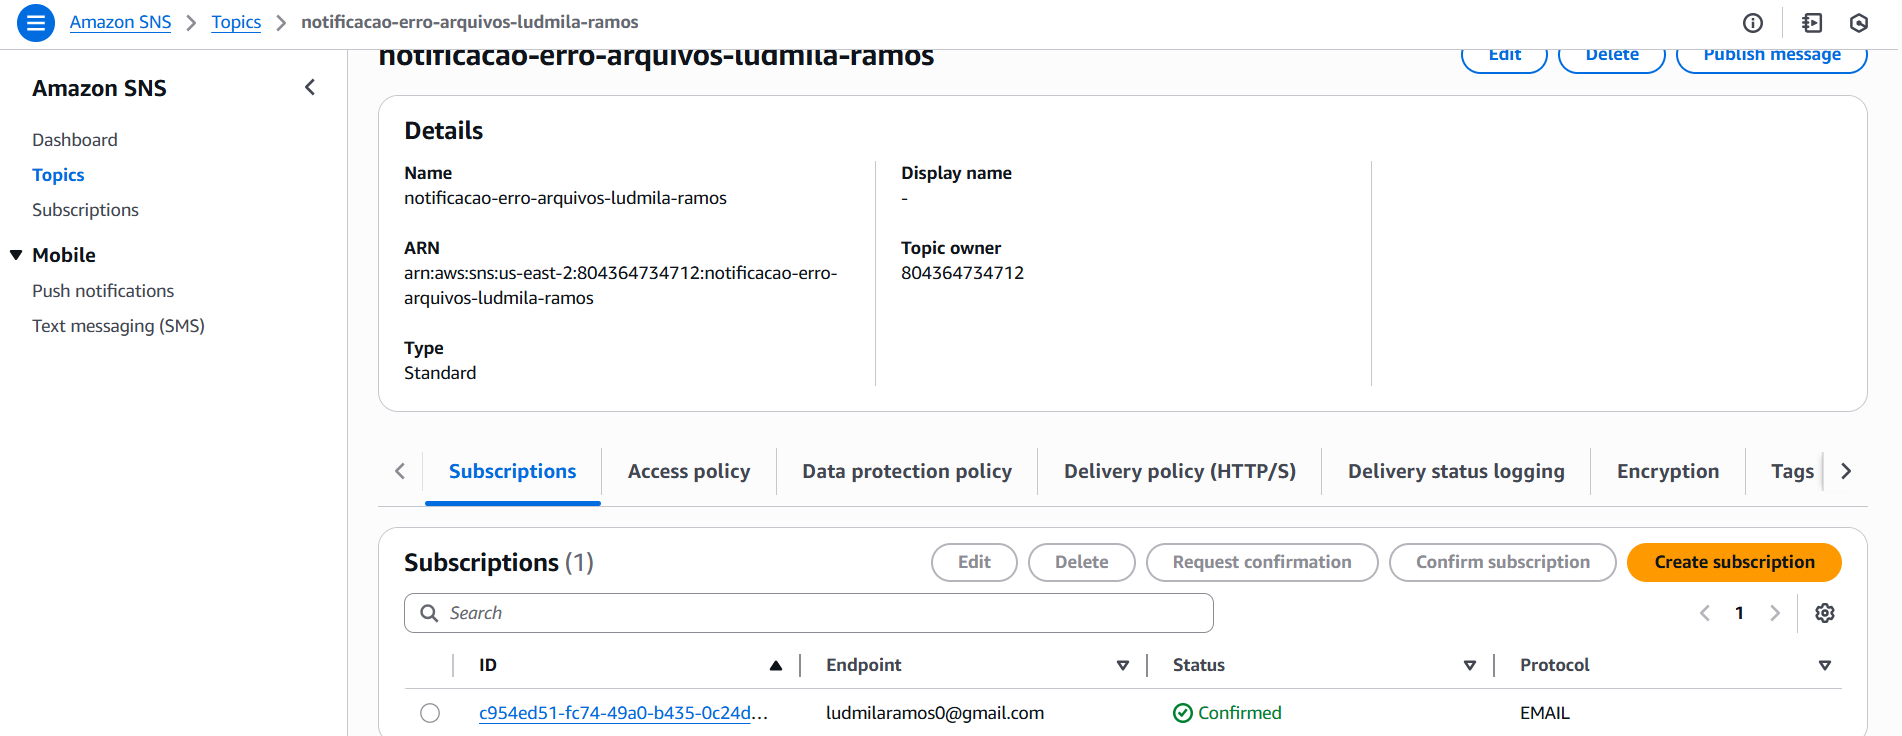 Amazon SNS > Topics > notificacao-erro-arquivos-ludmila-ramos
Amazon SNS
Dashboard
Topics
Subscriptions
Mobile
Push notifications
Text messaging (SMS)
notificacao-erro-arquivos-ludmila-ramos
Edit
Delete
Publish message
Details
Name
notificacao-erro-arquivos-ludmila-ramos
ARN
arn:aws:sns:us-east-2:804364734712:notificacao-erro-
arquivos-ludmila-ramos
Type
Standard
Display name
-
Topic owner
804364734712
Subscriptions Access policy Data protection policy Delivery policy (HTTP/S) Delivery status logging Encryption Tags
Subscriptions (1)
Edit
Delete
Request confirmation
Confirm subscription
Create subscription
Search
1
ID Endpoint Status Protocol
c954ed51-fc74-49a0-b435-0c24d... ludmilaramos0@gmail.com Confirmed EMAIL